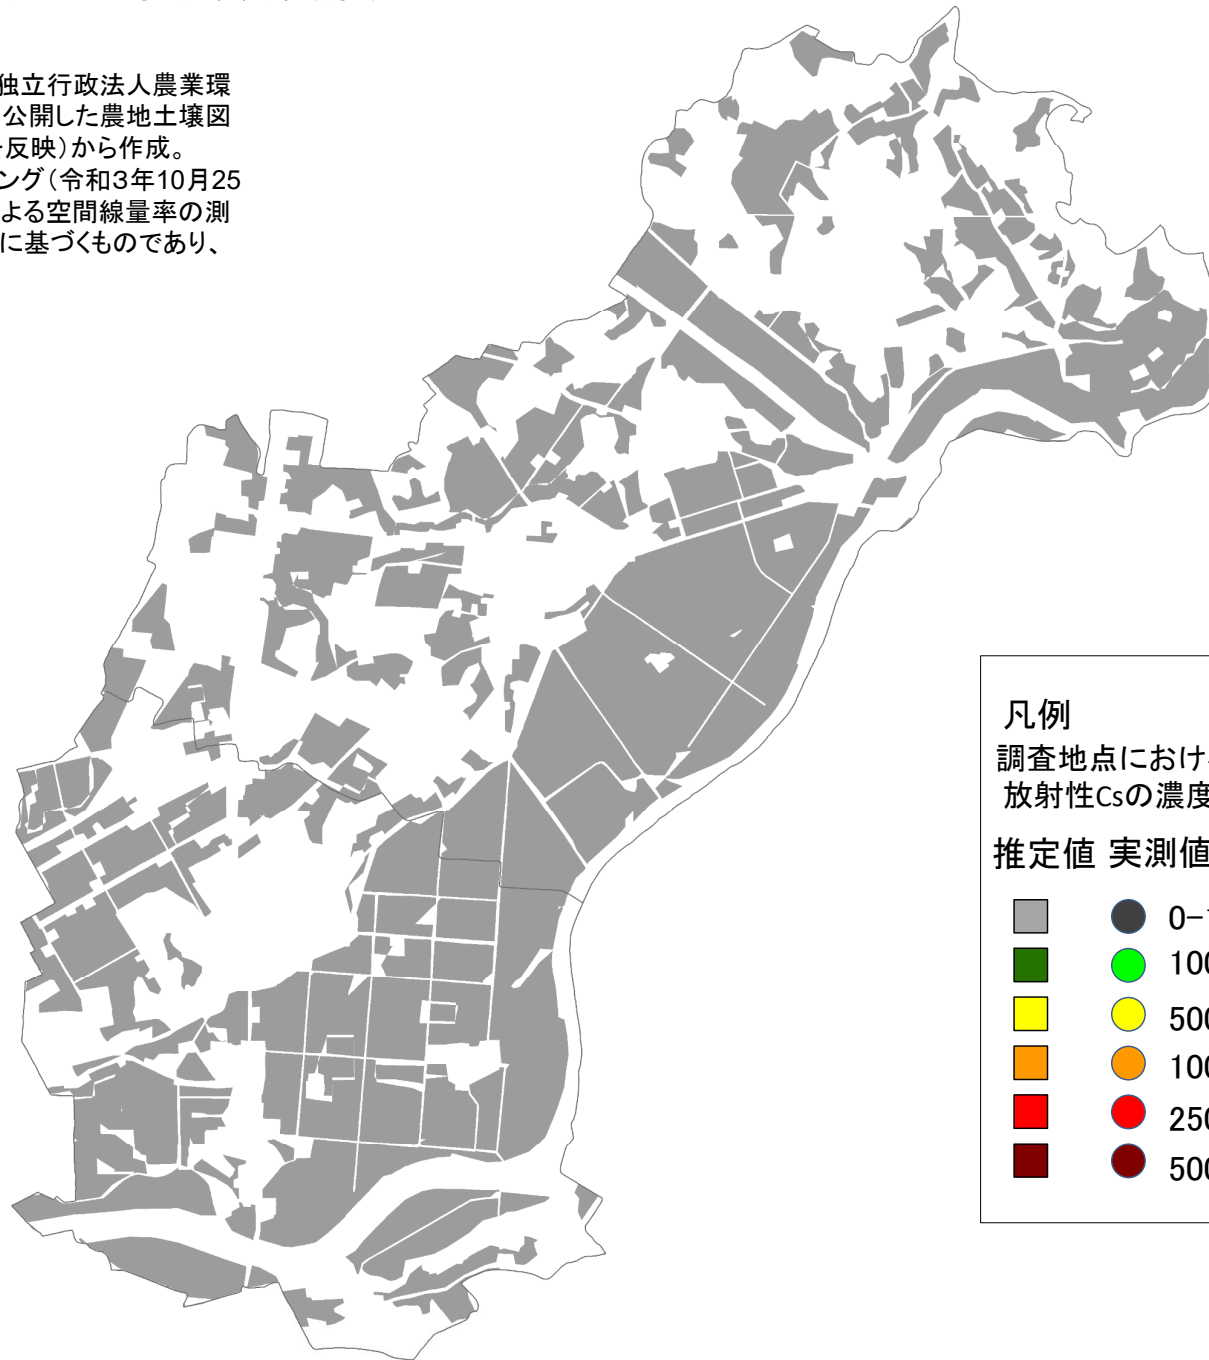 独立行政法人農業環
公開した農地土壌図
反映）から作成。
ング（令和3年10月25
よる空間線量率の測
に基づくものであり、
凡例
調査地点におけ
放射性Csの濃度
推定値 実測値
0-
100
500
100
250
500